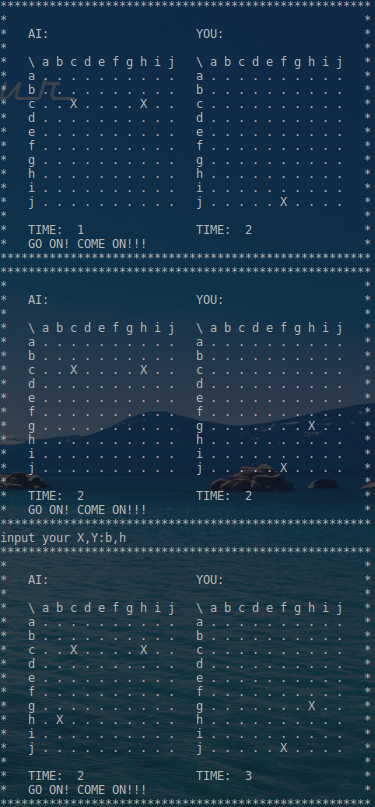 *****************************************************
*                                                   *
*   AI:                     YOU:                    *
*                                                   *
*   \ a b c d e f g h i j   \ a b c d e f g h i j   *
*   a . . . . . . . . . .   a . . . . . . . . . .   *
*   b . . . . . . . . . .   b . . . . . . . . . .   *
*   c . . X . . . . X . .   c . . . . . . . . . .   *
*   d . . . . . . . . . .   d . . . . . . . . . .   *
*   e . . . . . . . . . .   e . . . . . . . . . .   *
*   f . . . . . . . . . .   f . . . . . . . . . .   *
*   g . . . . . . . . . .   g . . . . . . . . . .   *
*   h . . . . . . . . . .   h . . . . . . . . . .   *
*   i . . . . . . . . . .   i . . . . . . . . . .   *
*   j . . . . . . . . . .   j . . . . . X . . . .   *
*                                                   *
*   TIME:  1                TIME:  2                *
*   GO ON! COME ON!!!                               *
*****************************************************
*****************************************************
*                                                   *
*   AI:                     YOU:                    *
*                                                   *
*   \ a b c d e f g h i j   \ a b c d e f g h i j   *
*   a . . . . . . . . . .   a . . . . . . . . . .   *
*   b . . . . . . . . . .   b . . . . . . . . . .   *
*   c . . X . . . . X . .   c . . . . . . . . . .   *
*   d . . . . . . . . . .   d . . . . . . . . . .   *
*   e . . . . . . . . . .   e . . . . . . . . . .   *
*   f . . . . . . . . . .   f . . . . . . . . . .   *
*   g . . . . . . . . . .   g . . . . . . . X . .   *
*   h . . . . . . . . . .   h . . . . . . . . . .   *
*   i . . . . . . . . . .   i . . . . . . . . . .   *
*   j . . . . . . . . . .   j . . . . . X . . . .   *
*                                                   *
*   TIME:  2                TIME:  2                *
*   GO ON! COME ON!!!                               *
*****************************************************
input your X,Y:b,h
*****************************************************
*                                                   *
*   AI:                     YOU:                    *
*                                                   *
*   \ a b c d e f g h i j   \ a b c d e f g h i j   *
*   a . . . . . . . . . .   a . . . . . . . . . .   *
*   b . . . . . . . . . .   b . . . . . . . . . .   *
*   c . . X . . . . X . .   c . . . . . . . . . .   *
*   d . . . . . . . . . .   d . . . . . . . . . .   *
*   e . . . . . . . . . .   e . . . . . . . . . .   *
*   f . . . . . . . . . .   f . . . . . . . . . .   *
*   g . . . . . . . . . .   g . . . . . . . X . .   *
*   h . X . . . . . . . .   h . . . . . . . . . .   *
*   i . . . . . . . . . .   i . . . . . . . . . .   *
*   j . . . . . . . . . .   j . . . . . X . . . .   *
*                                                   *
*   TIME:  2                TIME:  3                *
*   GO ON! COME ON!!!                               *
*****************************************************